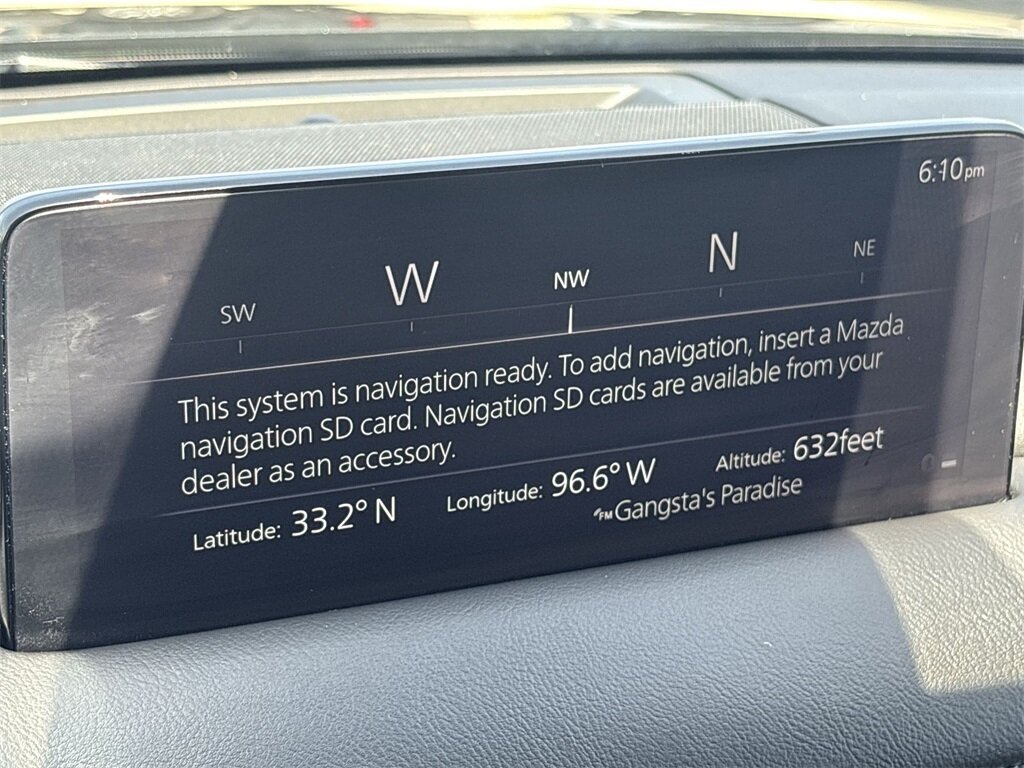 6:10pm
SW W NW N NE
This system is navigation ready. To add navigation, insert a Mazda
navigation SD card. Navigation SD cards are available from your
dealer as an accessory.
Latitude: 33.2° N Longitude: 96.6° W Altitude: 632feet
FM Gangsta's Paradise